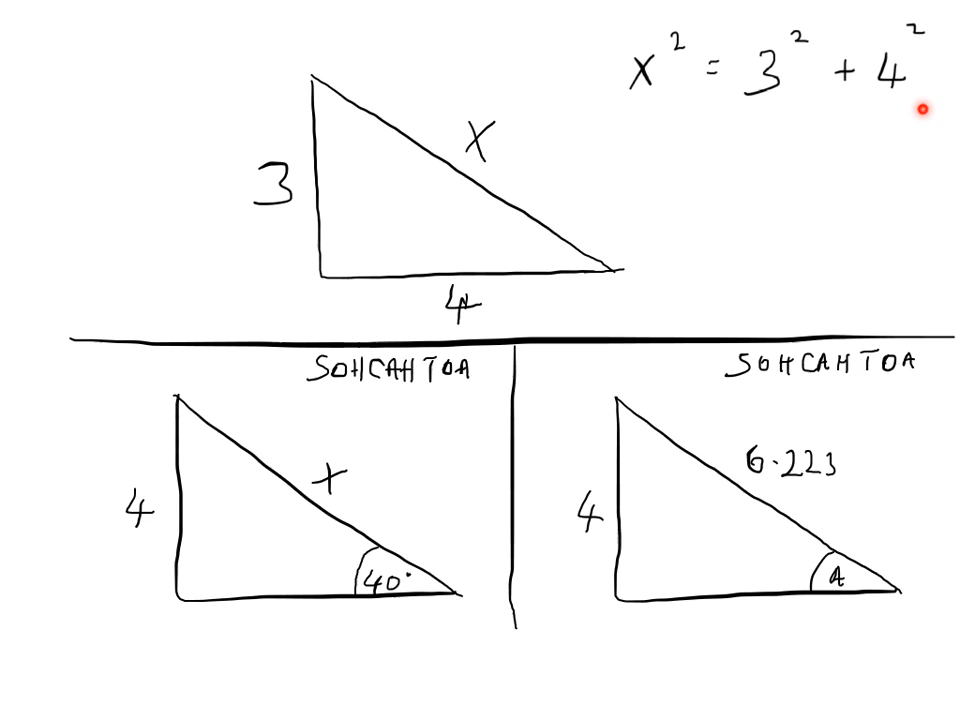 x² = 3² + 4²
x
3
4
SOHCAHTOA
x
4
40°
SOHCAHTOA
6.223
4
A